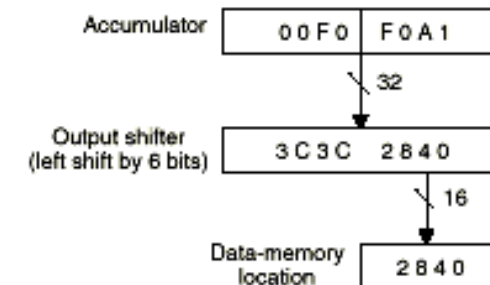 Accumulator
00F0 F0A1
32
Output shifter
(left shift by 6 bits)
3C3C 2840
16
Data-memory
location
2840